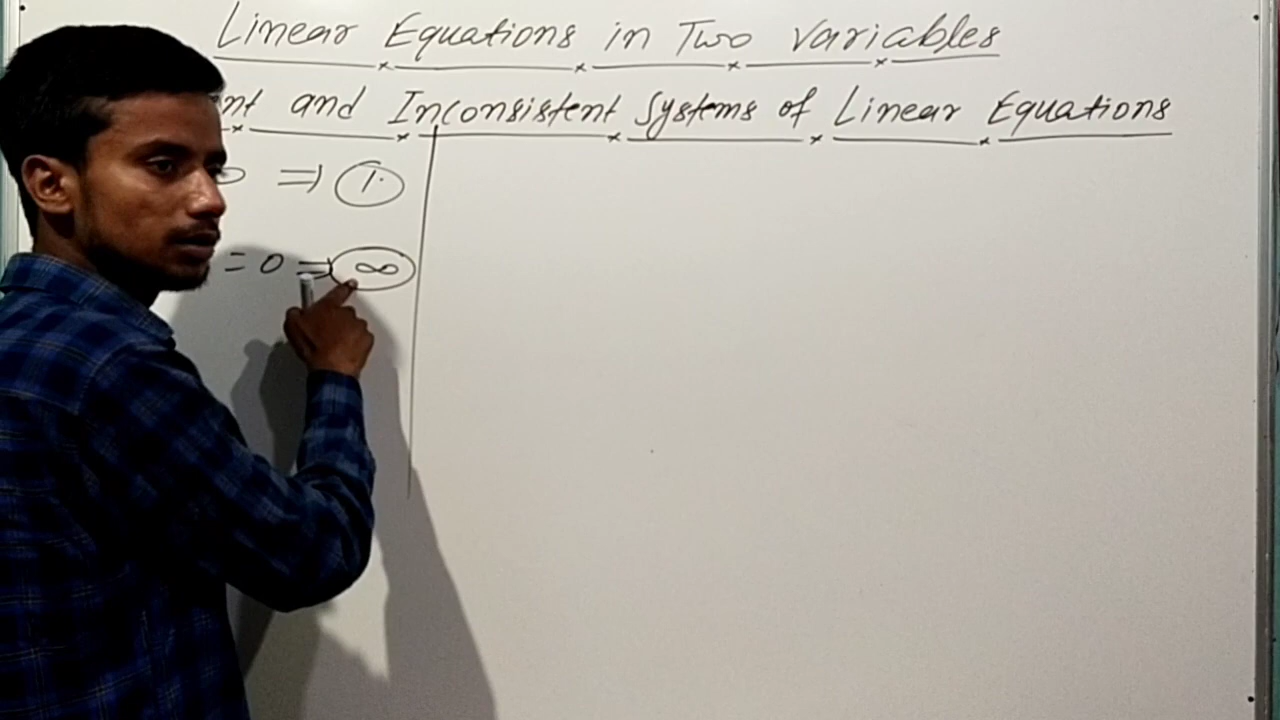 Linear Equations in Two Variables
nt and Inconsistent Systems of Linear Equations
⇒ 1.
= 0 ⇒ ∞